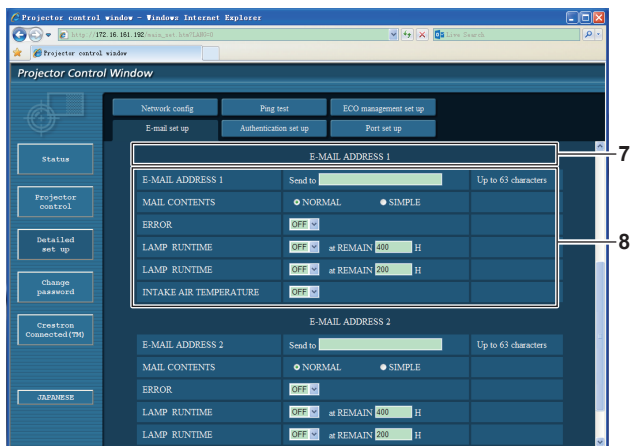 Projector control window - Windows Internet Explorer
http://172.16.161.192/main_set.htm?LANG=0
Live Search
Projector control window
Projector Control Window
Network config Ping test ECO management set up
E-mail set up Authentication set up Port set up
Status
Projector control
Detailed set up
Change password
Crestron Connected(TM)
JAPANESE
E-MAIL ADDRESS 1 7
E-MAIL ADDRESS 1 Send to Up to 63 characters
MAIL CONTENTS NORMAL SIMPLE
ERROR OFF 8
LAMP RUNTIME OFF at REMAIN 400 H
LAMP RUNTIME OFF at REMAIN 200 H
INTAKE AIR TEMPERATURE OFF
E-MAIL ADDRESS 2
E-MAIL ADDRESS 2 Send to Up to 63 characters
MAIL CONTENTS NORMAL SIMPLE
ERROR OFF
LAMP RUNTIME OFF at REMAIN 400 H
LAMP RUNTIME OFF at REMAIN 200 H